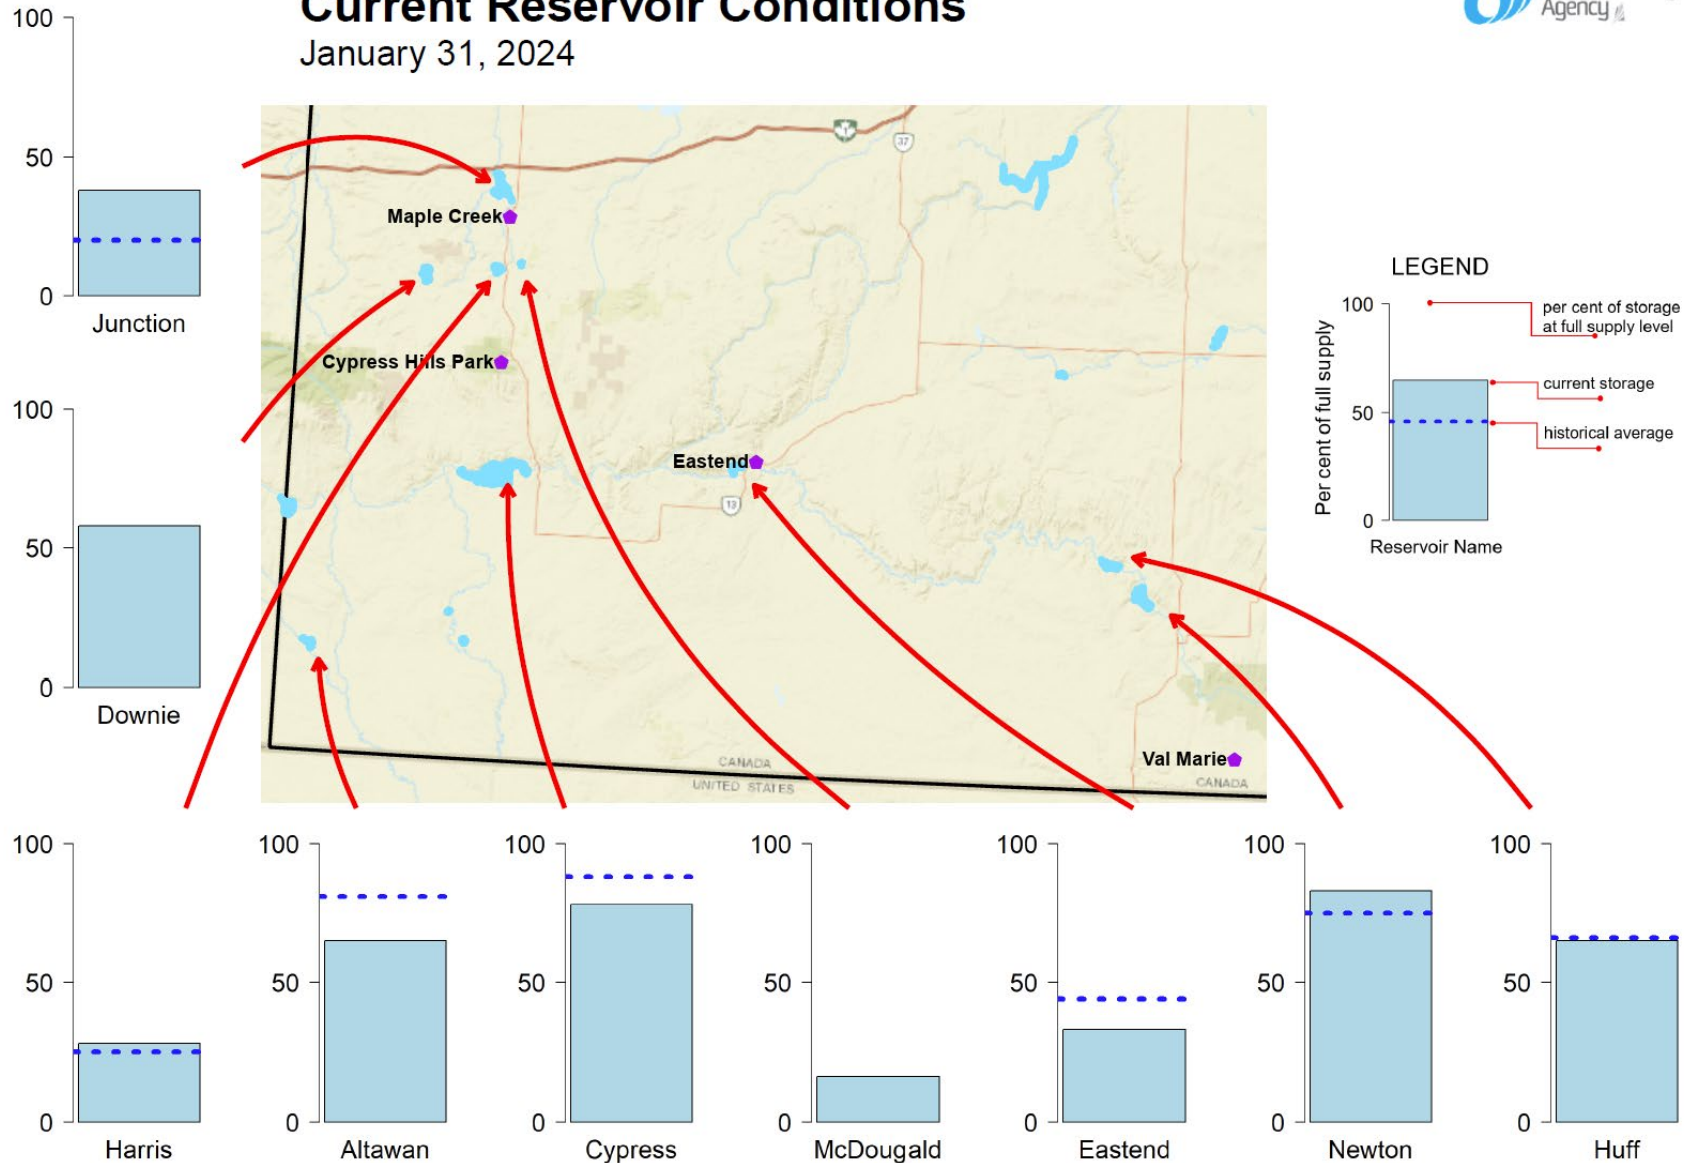 Current Reservoir Conditions
January 31, 2024
Agency
100
50
0
Junction
100
50
0
Downie
1
37
Maple Creek
Cypress Hills Park
Eastend
13
Val Marie
CANADA
UNITED STATES
CANADA
LEGEND
Per cent of full supply
100
50
0
per cent of storage
at full supply level
current storage
historical average
Reservoir Name
100
50
0
Harris
100
50
0
Altawan
100
50
0
Cypress
100
50
0
McDougald
100
50
0
Eastend
100
50
0
Newton
100
50
0
Huff